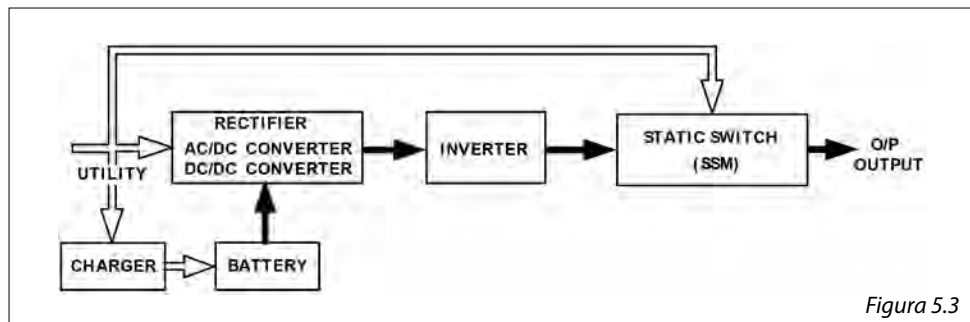 RECTIFIER
AC/DC CONVERTER
DC/DC CONVERTER
INVERTER
STATIC SWITCH
(SSM)
O/P
OUTPUT
UTILITY
CHARGER
BATTERY
Figura 5.3